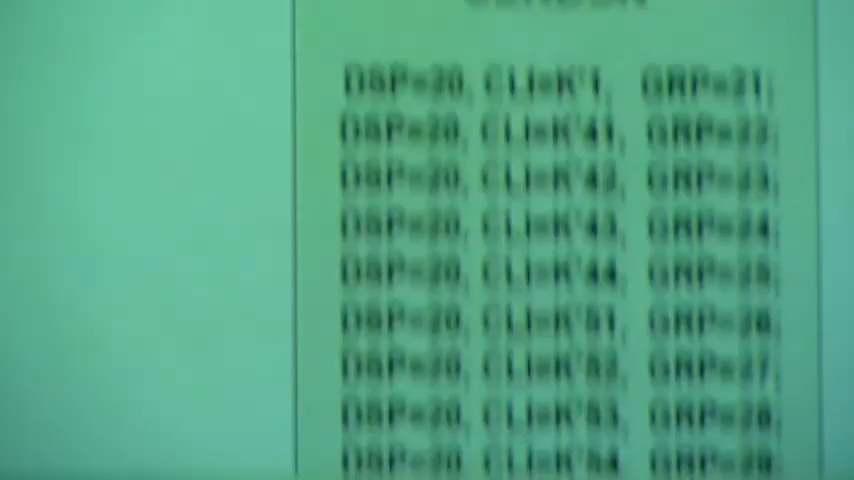 DSP=20, CLI=K'1, GRP=21;
DSP=20, CLI=K'41, GRP=22;
DSP=20, CLI=K'42, GRP=23;
DSP=20, CLI=K'43, GRP=24;
DSP=20, CLI=K'44, GRP=25;
DSP=20, CLI=K'51, GRP=26;
DSP=20, CLI=K'52, GRP=27;
DSP=20, CLI=K'53, GRP=28;
DSP=20, CLI=K'54, GRP=29;